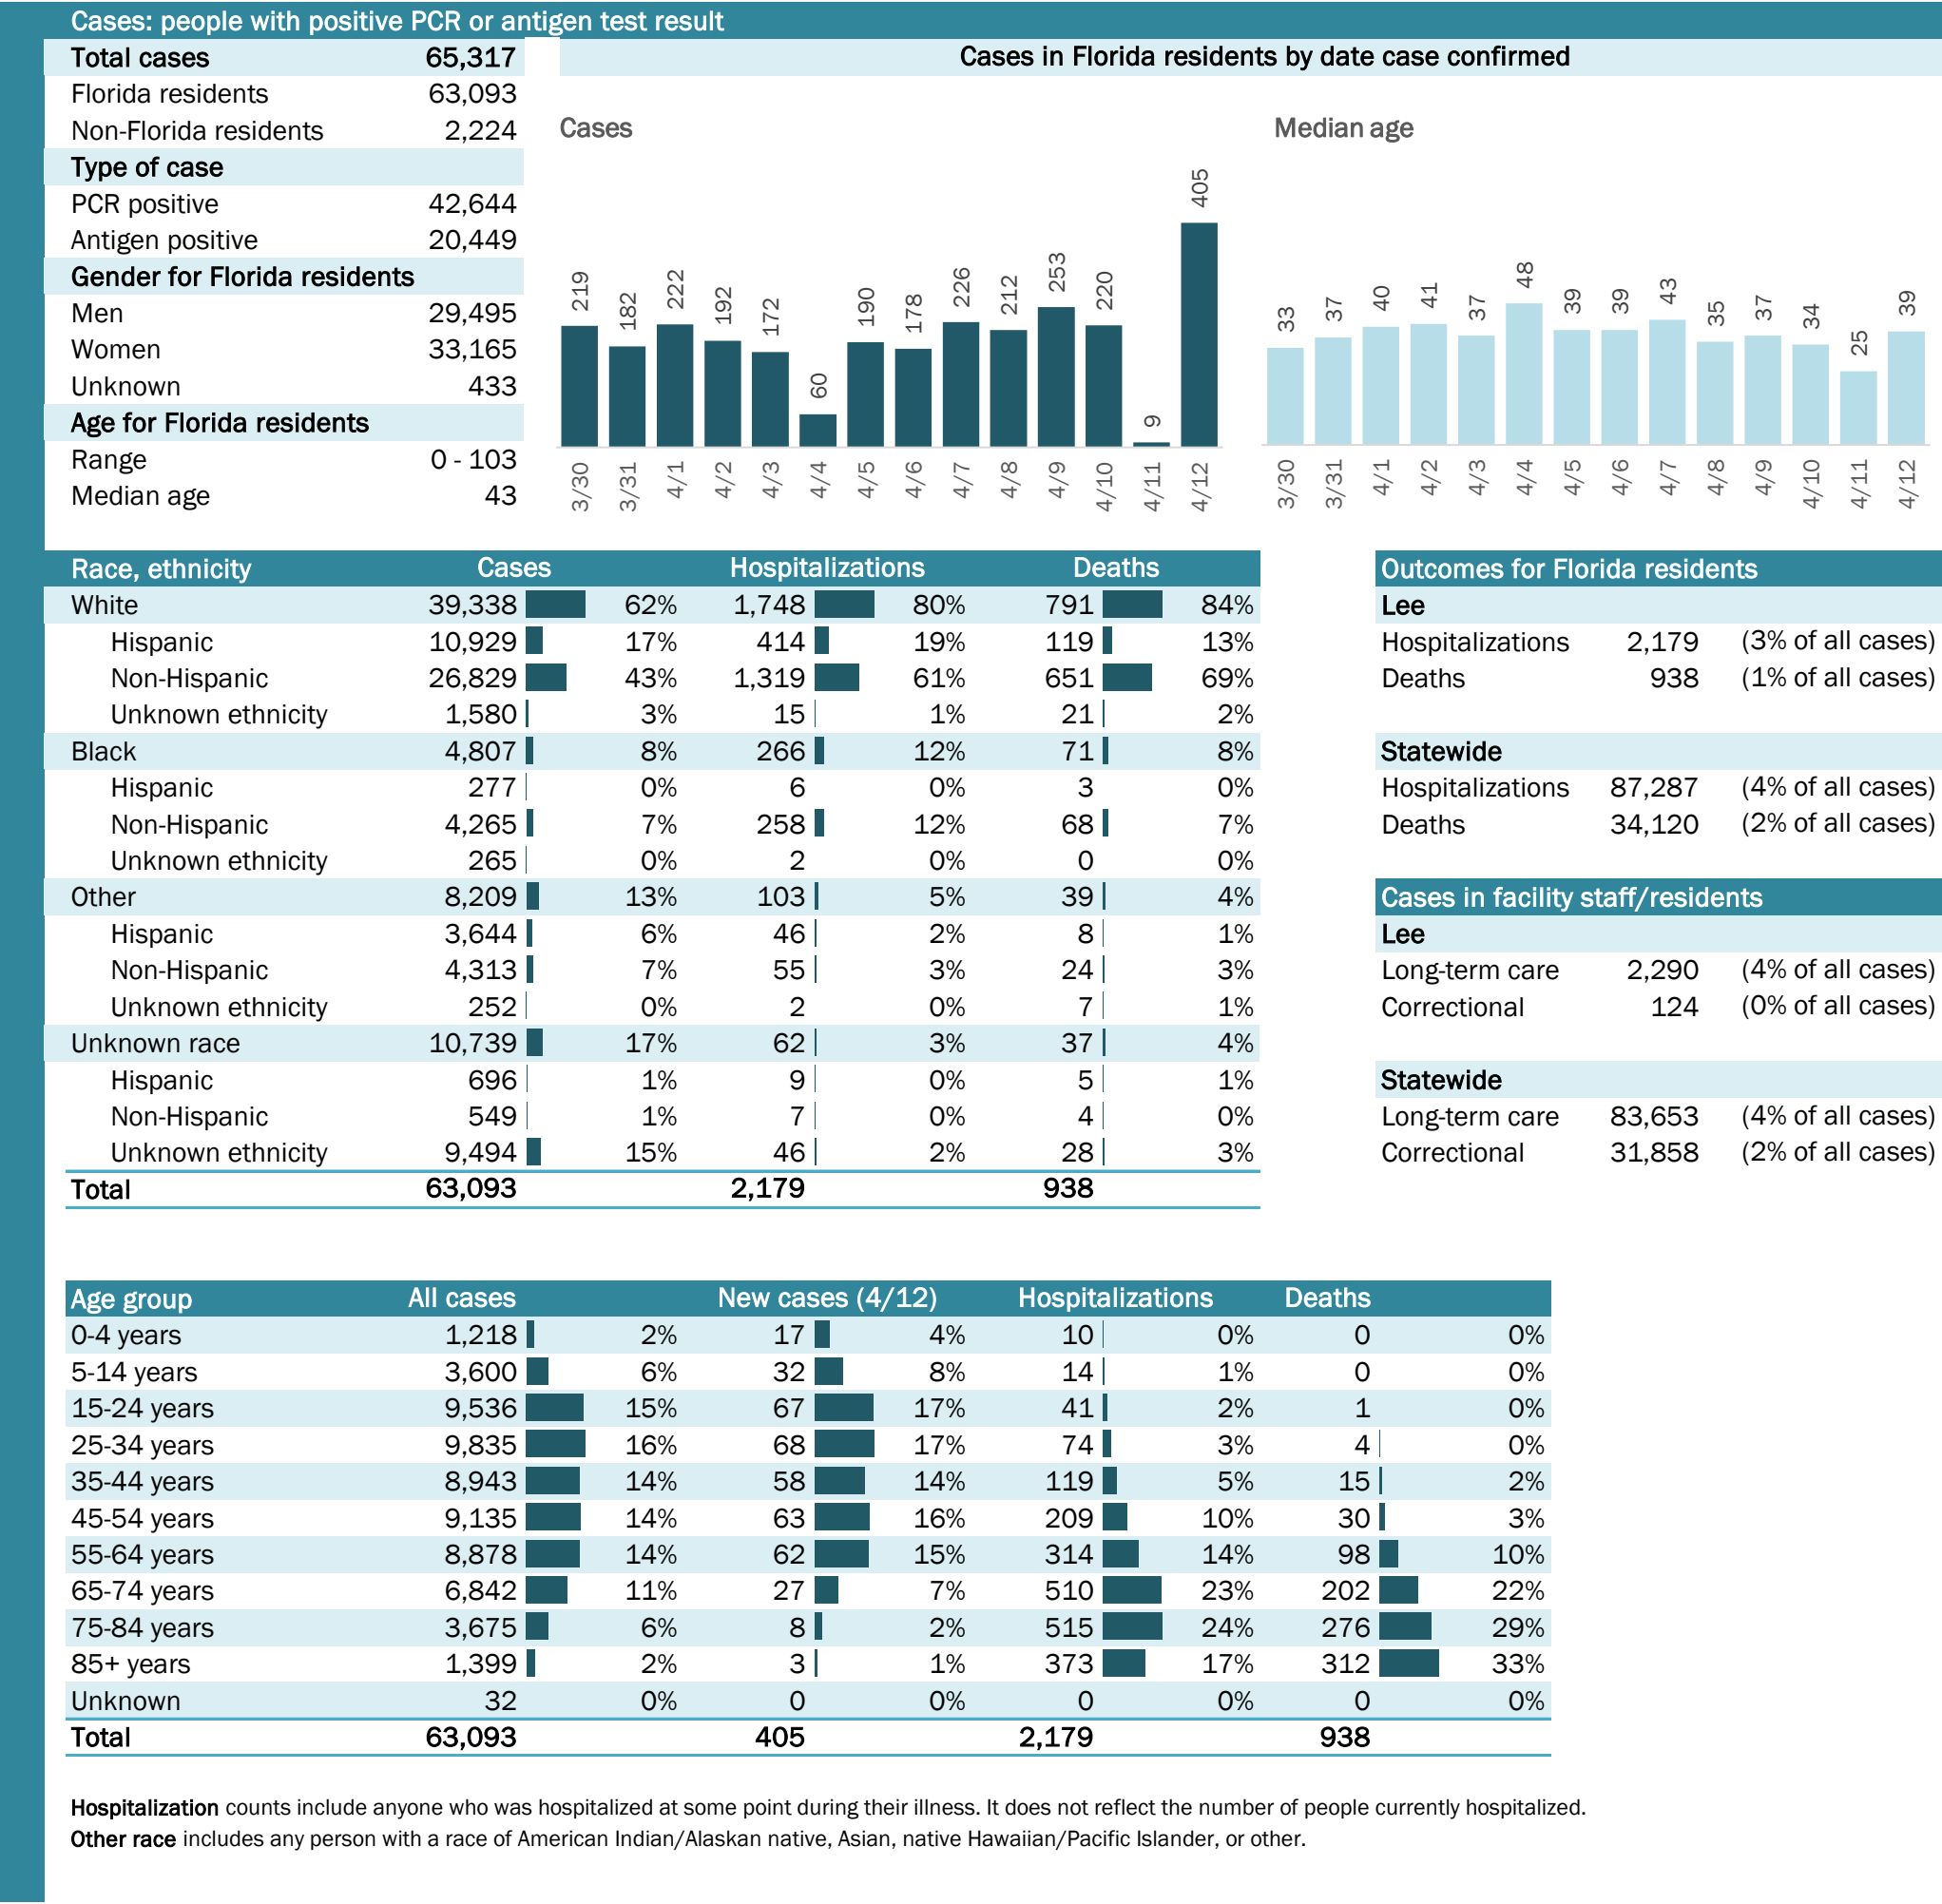 Cases: people with positive PCR or antigen test result
Total cases 65,317
Florida residents 63,093
Non-Florida residents 2,224
Type of case
PCR positive 42,644
Antigen positive 20,449
Gender for Florida residents
Men 29,495
Women 33,165
Unknown 433
Age for Florida residents
Range 0 - 103
Median age 43
Cases in Florida residents by date case confirmed
Cases
219 182 222 192 172 60 190 178 226 212 253 220 9 405
3/30 3/31 4/1 4/2 4/3 4/4 4/5 4/6 4/7 4/8 4/9 4/10 4/11 4/12
Median age
33 37 40 41 37 48 39 39 43 35 37 34 25 39
3/30 3/31 4/1 4/2 4/3 4/4 4/5 4/6 4/7 4/8 4/9 4/10 4/11 4/12
Race, ethnicity Cases Hospitalizations Deaths
White 39,338 62% 1,748 80% 791 84%
Hispanic 10,929 17% 414 19% 119 13%
Non-Hispanic 26,829 43% 1,319 61% 651 69%
Unknown ethnicity 1,580 3% 15 1% 21 2%
Black 4,807 8% 266 12% 71 8%
Hispanic 277 0% 6 0% 3 0%
Non-Hispanic 4,265 7% 258 12% 68 7%
Unknown ethnicity 265 0% 2 0% 0 0%
Other 8,209 13% 103 5% 39 4%
Hispanic 3,644 6% 46 2% 8 1%
Non-Hispanic 4,313 7% 55 3% 24 3%
Unknown ethnicity 252 0% 2 0% 7 1%
Unknown race 10,739 17% 62 3% 37 4%
Hispanic 696 1% 9 0% 5 1%
Non-Hispanic 549 1% 7 0% 4 0%
Unknown ethnicity 9,494 15% 46 2% 28 3%
Total 63,093 2,179 938
Outcomes for Florida residents
Lee
Hospitalizations 2,179 (3% of all cases)
Deaths 938 (1% of all cases)
Statewide
Hospitalizations 87,287 (4% of all cases)
Deaths 34,120 (2% of all cases)
Cases in facility staff/residents
Lee
Long-term care 2,290 (4% of all cases)
Correctional 124 (0% of all cases)
Statewide
Long-term care 83,653 (4% of all cases)
Correctional 31,858 (2% of all cases)
Age group All cases New cases (4/12) Hospitalizations Deaths
0-4 years 1,218 2% 17 4% 10 0% 0 0%
5-14 years 3,600 6% 32 8% 14 1% 0 0%
15-24 years 9,536 15% 67 17% 41 2% 1 0%
25-34 years 9,835 16% 68 17% 74 3% 4 0%
35-44 years 8,943 14% 58 14% 119 5% 15 2%
45-54 years 9,135 14% 63 16% 209 10% 30 3%
55-64 years 8,878 14% 62 15% 314 14% 98 10%
65-74 years 6,842 11% 27 7% 510 23% 202 22%
75-84 years 3,675 6% 8 2% 515 24% 276 29%
85+ years 1,399 2% 3 1% 373 17% 312 33%
Unknown 32 0% 0 0% 0 0% 0 0%
Total 63,093 405 2,179 938
Hospitalization counts include anyone who was hospitalized at some point during their illness. It does not reflect the number of people currently hospitalized.
Other race includes any person with a race of American Indian/Alaskan native, Asian, native Hawaiian/Pacific Islander, or other.